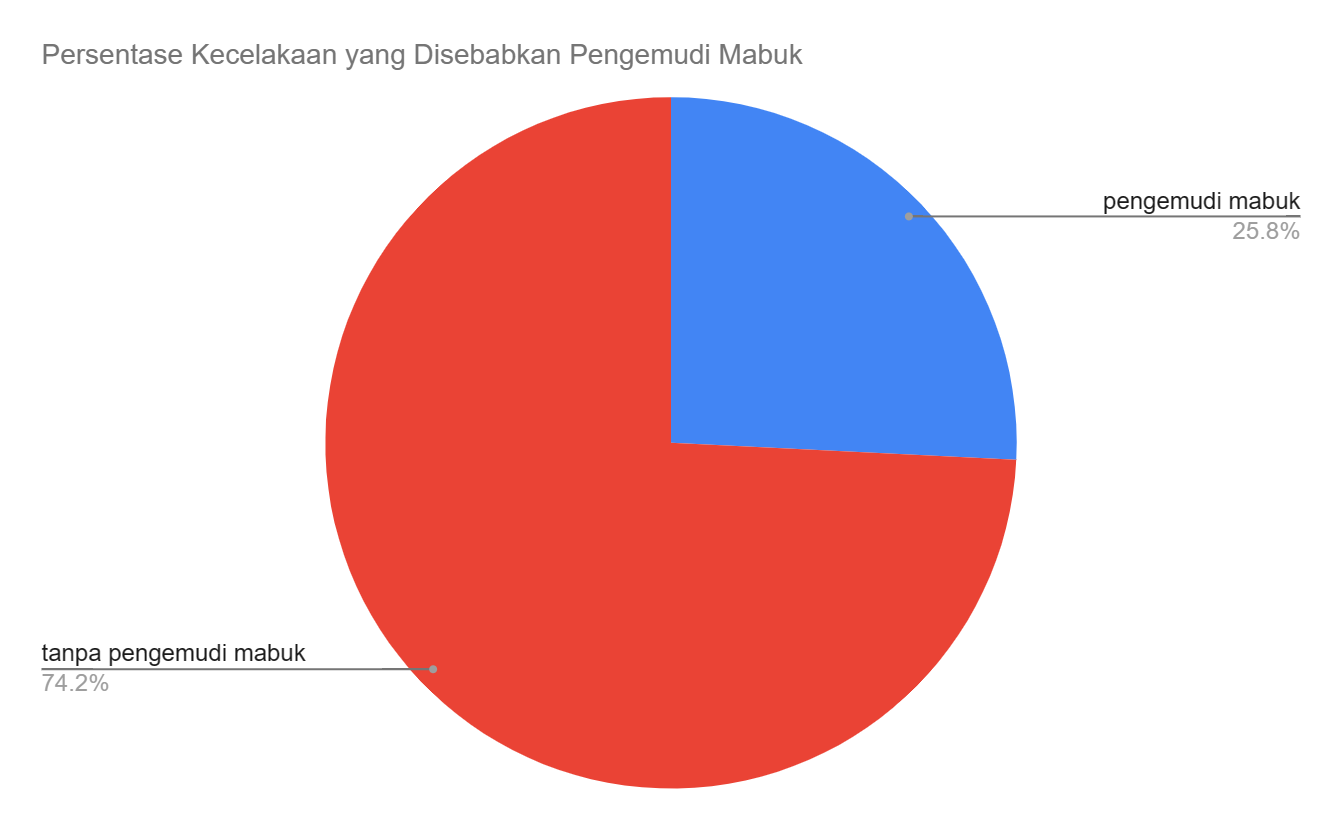 Persentase Kecelakaan yang Disebabkan Pengemudi Mabuk
pengemudi mabuk
25.8%
tanpa pengemudi mabuk
74.2%